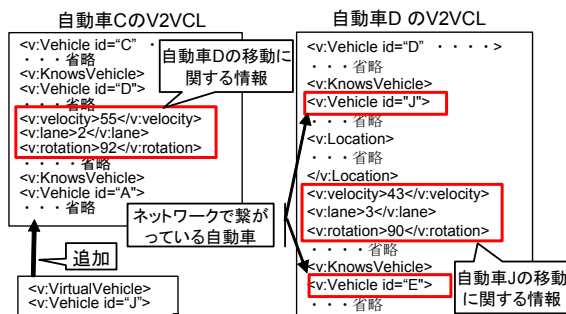 自動車CのV2VCL
<v:Vehicle id=“C” ・
・・・省略
<v:KnowsVehicle>
<v:Vehicle id=“D">
・・・省略
<v:velocity>55</v:velocity>
<v:lane>2</v:lane>
<v:rotation>92</v:rotation>
・・・・省略
<v:KnowsVehicle>
<v:Vehicle id=“A">
・・・省略
自動車Dの移動に
関する情報
追加
<v:VirtualVehicle>
<v:Vehicle id=“J”>
ネットワークで繋が
っている自動車
自動車D のV2VCL
<v:Vehicle id=“D” ・・・・>
・・・省略
<v:KnowsVehicle>
<v:Vehicle id="J">
・・・省略
<v:Location>
・・・省略
</v:Location>
<v:velocity>43</v:velocity>
<v:lane>3</v:lane>
<v:rotation>90</v:rotation>
・・・・省略
<v:KnowsVehicle>
<v:Vehicle id=“E">
・・・省略
自動車Jの移動
に関する情報